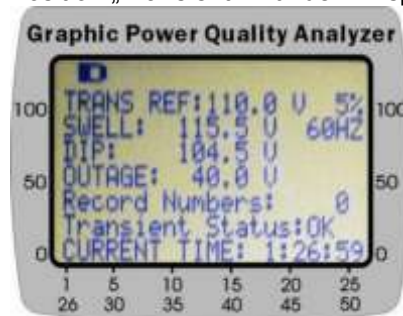 Graphic Power Quality Analyzer
TRANS REF:110.0 V 5%
SWELL: 115.5 V 60HZ
DIP: 104.5 V
OUTAGE: 40.0 V
Record Numbers: 0
Transient Status:OK
CURRENT TIME: 1:26:59
100 100
50 50
0 0
1 5 10 15 20 25
26 30 35 40 45 50